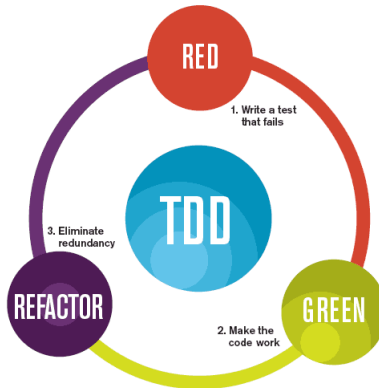 RED
1. Write a test
that fails
TDD
3. Eliminate
redundancy
REFACTOR
GREEN
2. Make the
code work